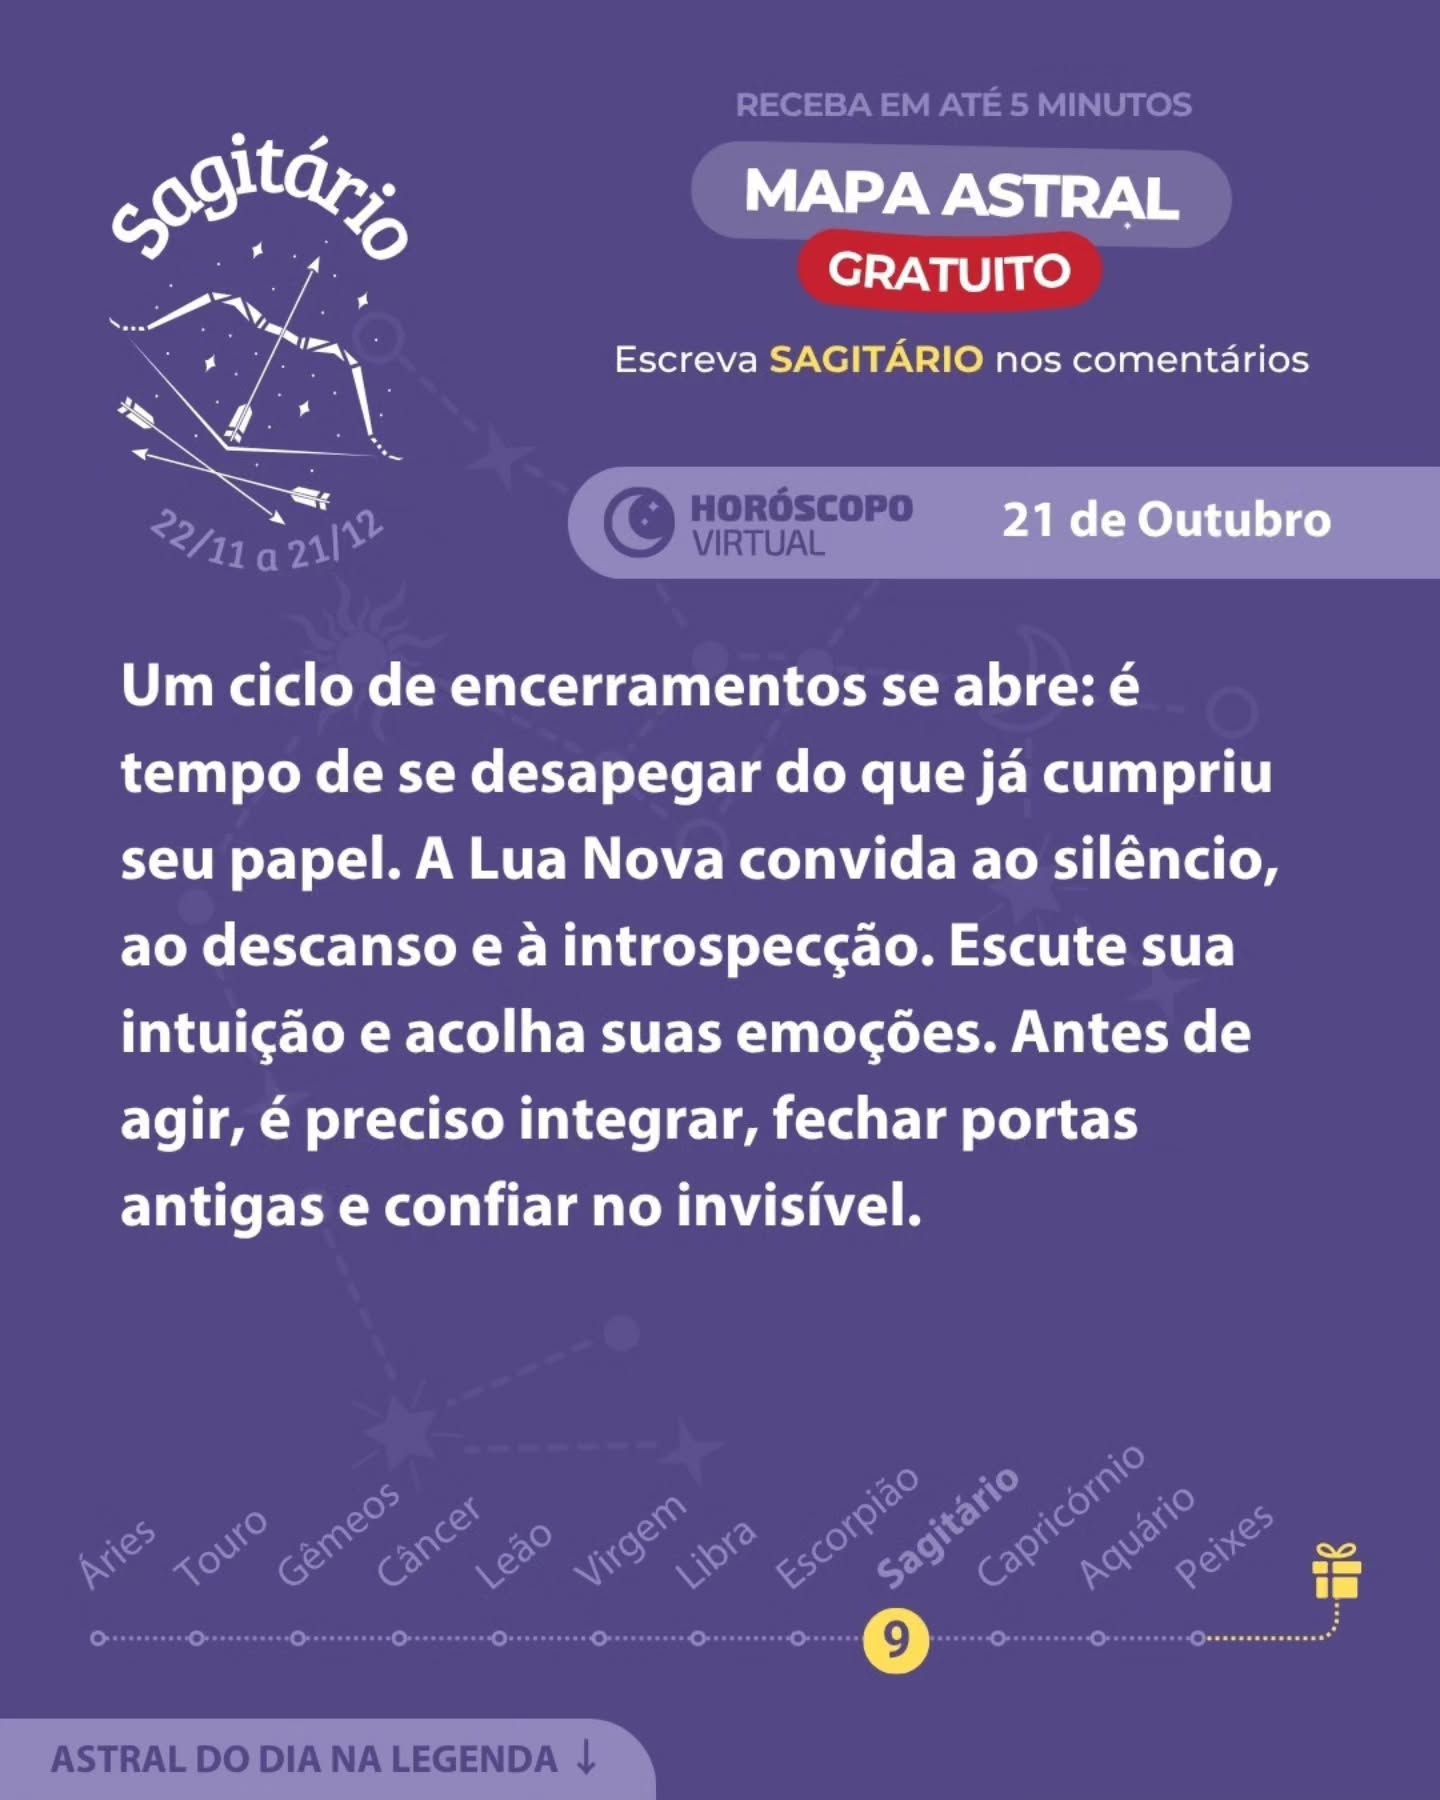 Sagitário
22/11 a 21/12
RECEBA EM ATÉ 5 MINUTOS
MAPA ASTRAL
GRATUITO
Escreva SAGITÁRIO nos comentários
HORÓSCOPO
VIRTUAL
21 de Outubro
Um ciclo de encerramentos se abre: é
tempo de se desapegar do que já cumpriu
seu papel. A Lua Nova convida ao silêncio,
ao descanso e à introspecção. Escute sua
intuição e acolha suas emoções. Antes de
agir, é preciso integrar, fechar portas
antigas e confiar no invisível.
Áries
Touro
Gêmeos
Câncer
Leão
Virgem
Libra
Escorpião
Sagitário
Capricórnio
Aquário
Peixes
9
ASTRAL DO DIA NA LEGENDA ↓